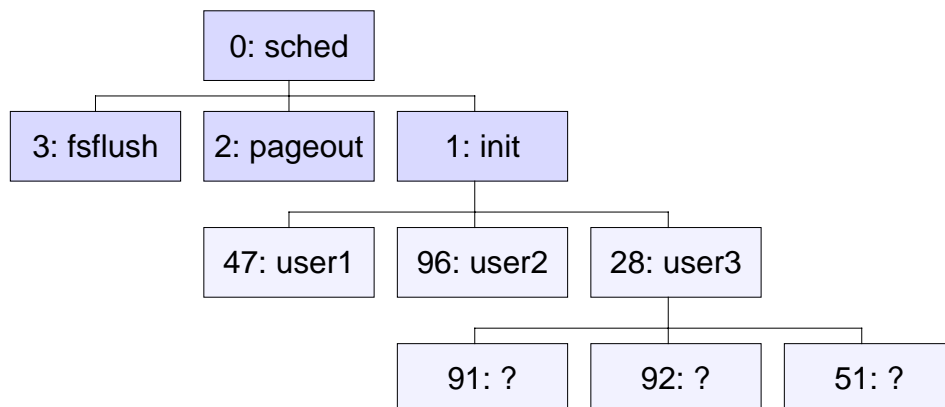 0: sched
3: fsflush
2: pageout
1: init
47: user1
96: user2
28: user3
91: ?
92: ?
51: ?